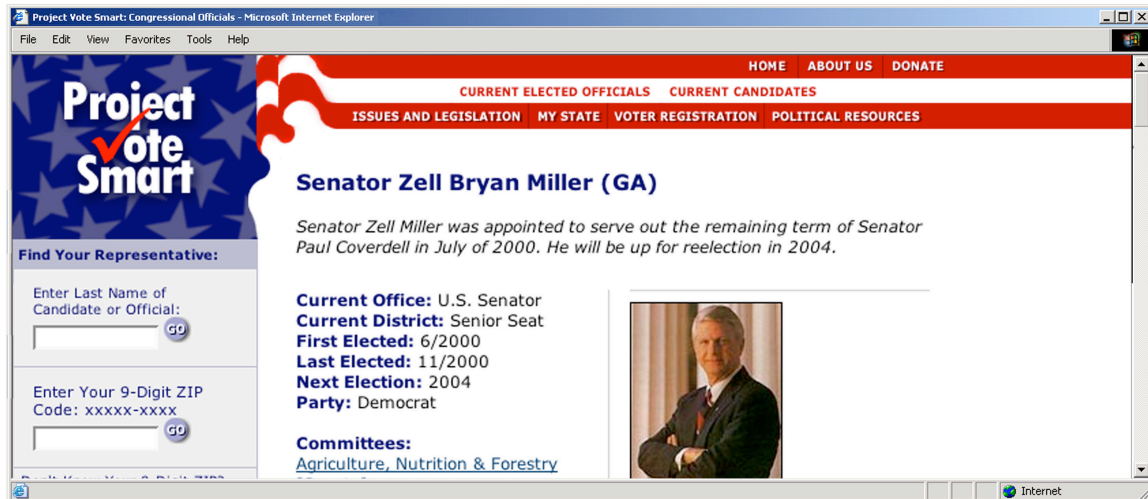 Project Vote Smart: Congressional Officials - Microsoft Internet Explorer
File Edit View Favorites Tools Help
Project
Vote
Smart
HOME ABOUT US DONATE
CURRENT ELECTED OFFICIALS CURRENT CANDIDATES
ISSUES AND LEGISLATION MY STATE VOTER REGISTRATION POLITICAL RESOURCES
Find Your Representative:
Enter Last Name of
Candidate or Official:
GO
Enter Your 9-Digit ZIP
Code: xxxxx-xxxx
GO
Senator Zell Bryan Miller (GA)
Senator Zell Miller was appointed to serve out the remaining term of Senator
Paul Coverdell in July of 2000. He will be up for reelection in 2004.
Current Office: U.S. Senator
Current District: Senior Seat
First Elected: 6/2000
Last Elected: 11/2000
Next Election: 2004
Party: Democrat
Committees:
Agriculture, Nutrition & Forestry
Internet